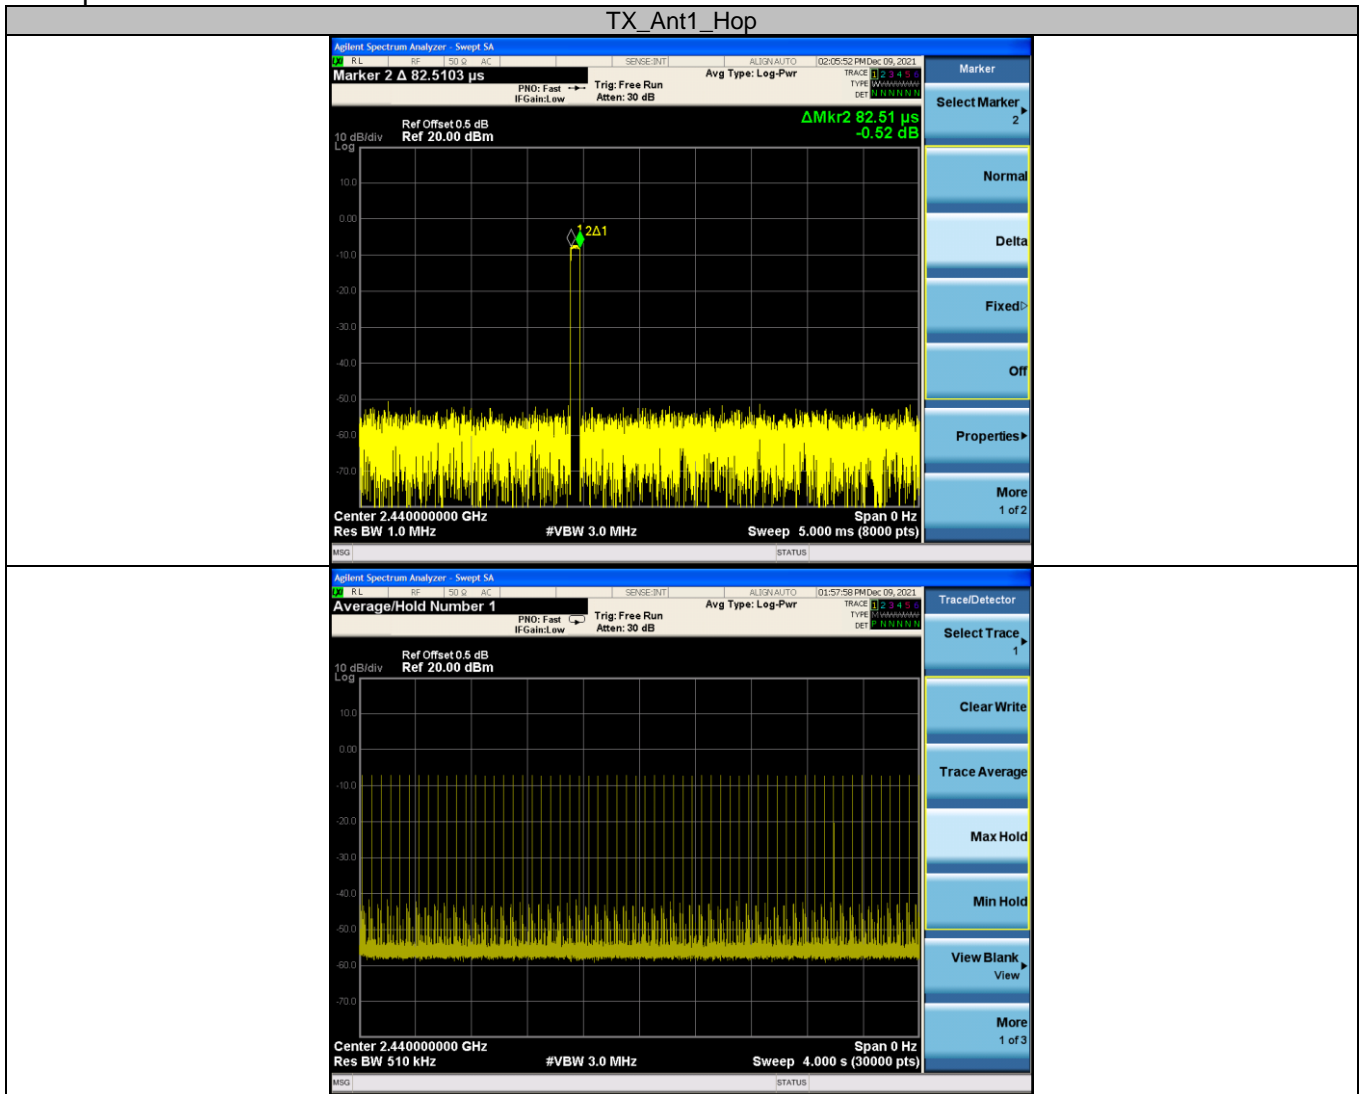 TX_Ant1_Hop
Agilent Spectrum Analyzer - Swept SA
RL RF 50 Ω AC SENSE:INT ALIGNAUTO 02:05:52 PM Dec 09, 2021
Marker 2 Δ 82.5103 µs
PNO: Fast
IFGain:Low
Trig: Free Run
Atten: 30 dB
Avg Type: Log-Pwr
TRACE 1 2 3 4 5 6
TYPE
DET N N N N N N
ΔMkr2 82.51 µs
-0.52 dB
Ref Offset 0.5 dB
10 dB/div Ref 20.00 dBm
Log
10.0
0.00
-10.0
-20.0
-30.0
-40.0
-50.0
-60.0
-70.0
1 2Δ1
Center 2.440000000 GHz Span 0 Hz
Res BW 1.0 MHz #VBW 3.0 MHz Sweep 5.000 ms (8000 pts)
MSG STATUS
Marker
Select Marker
2
Normal
Delta
Fixed
Off
Properties
More
1 of 2
Agilent Spectrum Analyzer - Swept SA
RL RF 50 Ω AC SENSE:INT ALIGNAUTO 01:57:58 PM Dec 09, 2021
Average/Hold Number 1
PNO: Fast
IFGain:Low
Trig: Free Run
Atten: 30 dB
Avg Type: Log-Pwr
TRACE 1 2 3 4 5 6
TYPE
DET P N N N N N
Ref Offset 0.5 dB
10 dB/div Ref 20.00 dBm
Log
10.0
0.00
-10.0
-20.0
-30.0
-40.0
-50.0
-60.0
-70.0
Center 2.440000000 GHz Span 0 Hz
Res BW 510 kHz #VBW 3.0 MHz Sweep 4.000 s (30000 pts)
MSG STATUS
Trace/Detector
Select Trace
1
Clear Write
Trace Average
Max Hold
Min Hold
View Blank
View
More
1 of 3